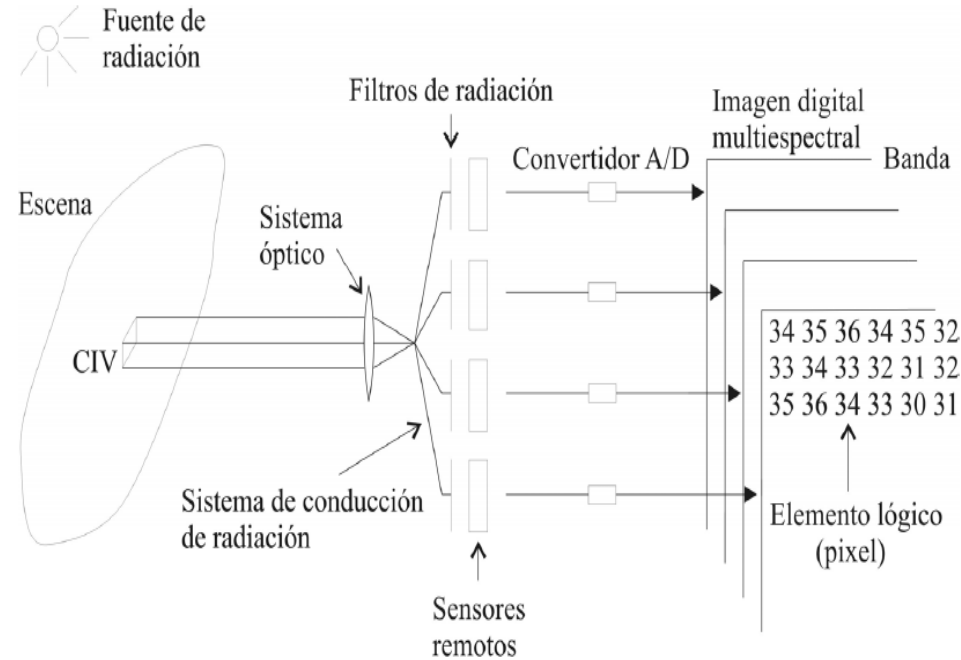 Fuente de
radiación
Filtros de radiación
Imagen digital
multiespectral
Convertidor A/D
Banda
Escena
Sistema
óptico
CIV
34 35 36 34 35 32
33 34 33 32 31 32
35 36 34 33 30 31
Sistema de conducción
de radiación
Elemento lógico
(pixel)
Sensores
remotos